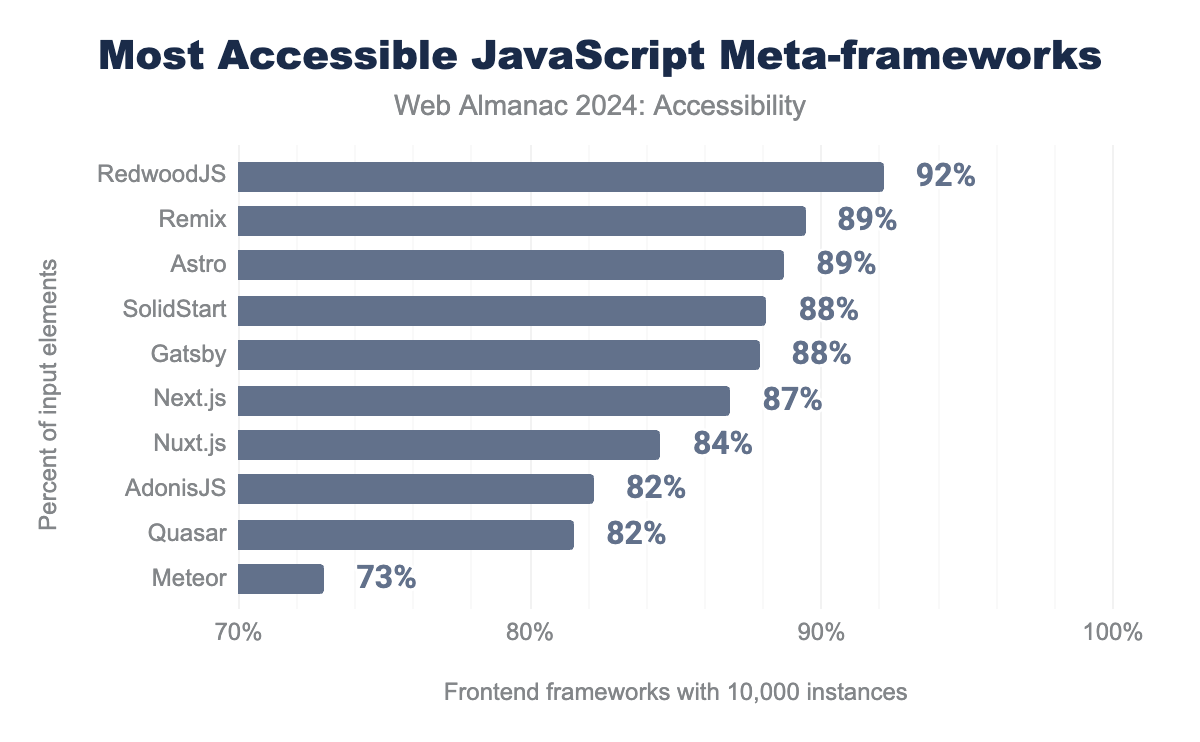 Most Accessible JavaScript Meta-frameworks
Web Almanac 2024: Accessibility
Percent of input elements
RedwoodJS 92%
Remix 89%
Astro 89%
SolidStart 88%
Gatsby 88%
Next.js 87%
Nuxt.js 84%
AdonisJS 82%
Quasar 82%
Meteor 73%
70% 80% 90% 100%
Frontend frameworks with 10,000 instances